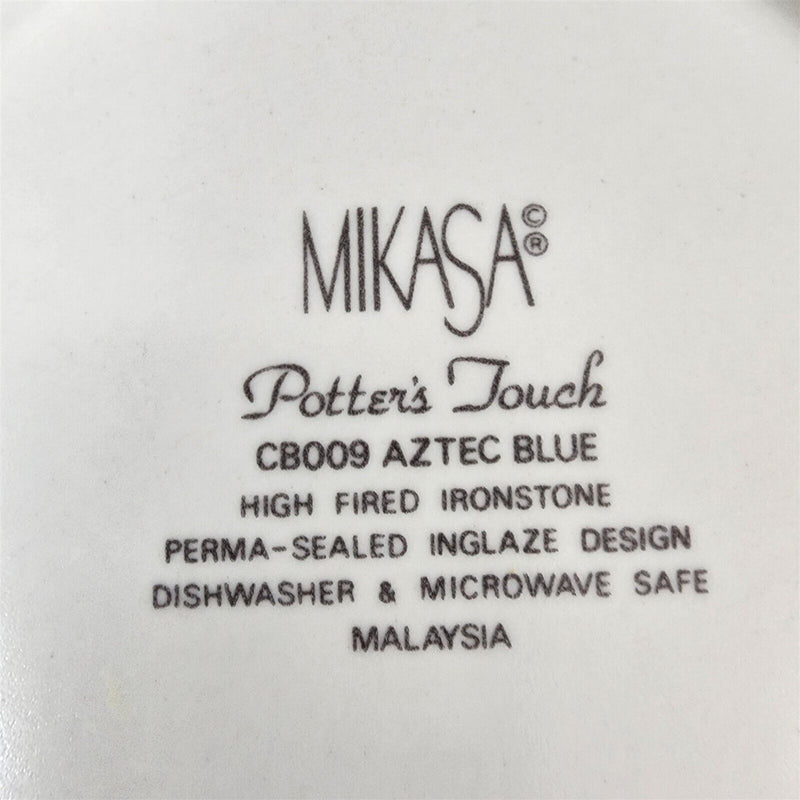 MIKASA©®
Potter's Touch
CB009 AZTEC BLUE
HIGH FIRED IRONSTONE
PERMA-SEALED INGLAZE DESIGN
DISHWASHER & MICROWAVE SAFE
MALAYSIA